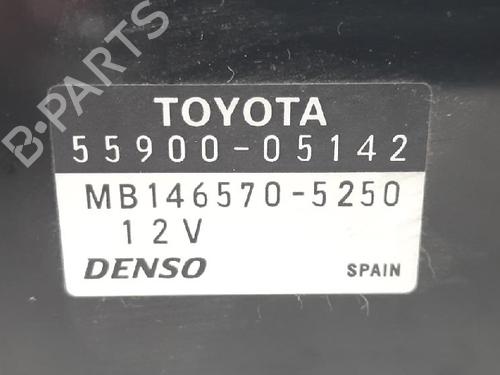 B-PARTS
TOYOTA
55900-05142
MB146570-5250
12V
DENSO
SPAIN